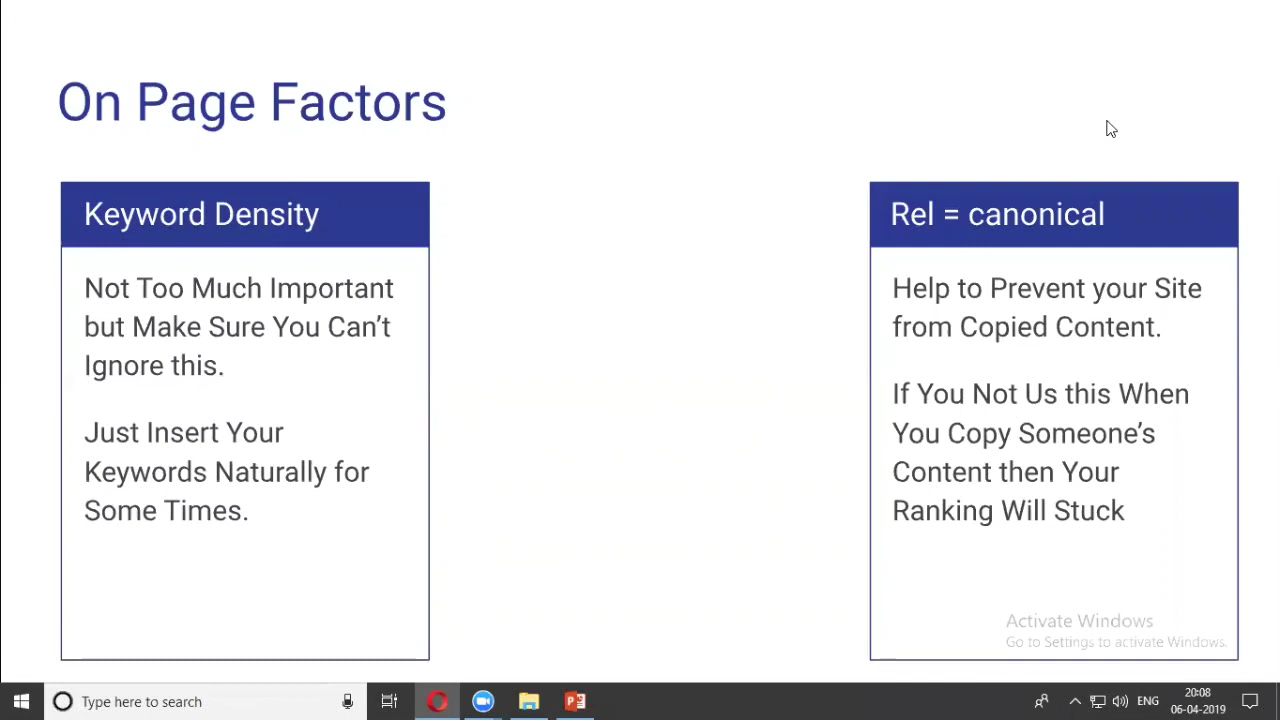 On Page Factors
Keyword Density
Not Too Much Important
but Make Sure You Can't
Ignore this.
Just Insert Your
Keywords Naturally for
Some Times.
Rel = canonical
Help to Prevent your Site
from Copied Content.
If You Not Us this When
You Copy Someone's
Content then Your
Ranking Will Stuck
Activate Windows
Go to Settings to activate Windows.
Type here to search
ENG
20:08
06-04-2019